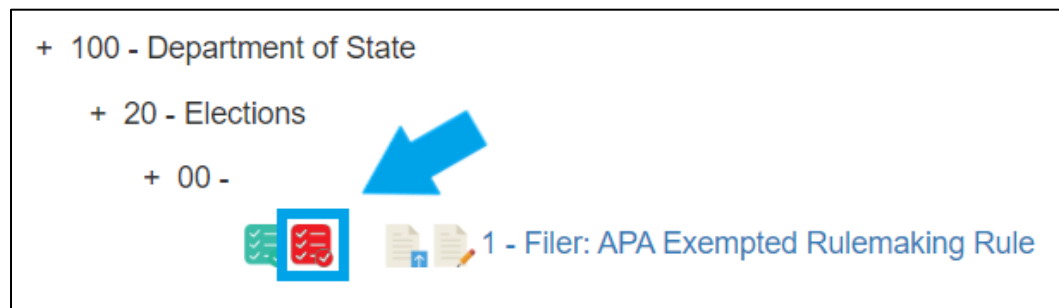 + 100 - Department of State
+ 20 - Elections
+ 00 -
1 - Filer: APA Exempted Rulemaking Rule